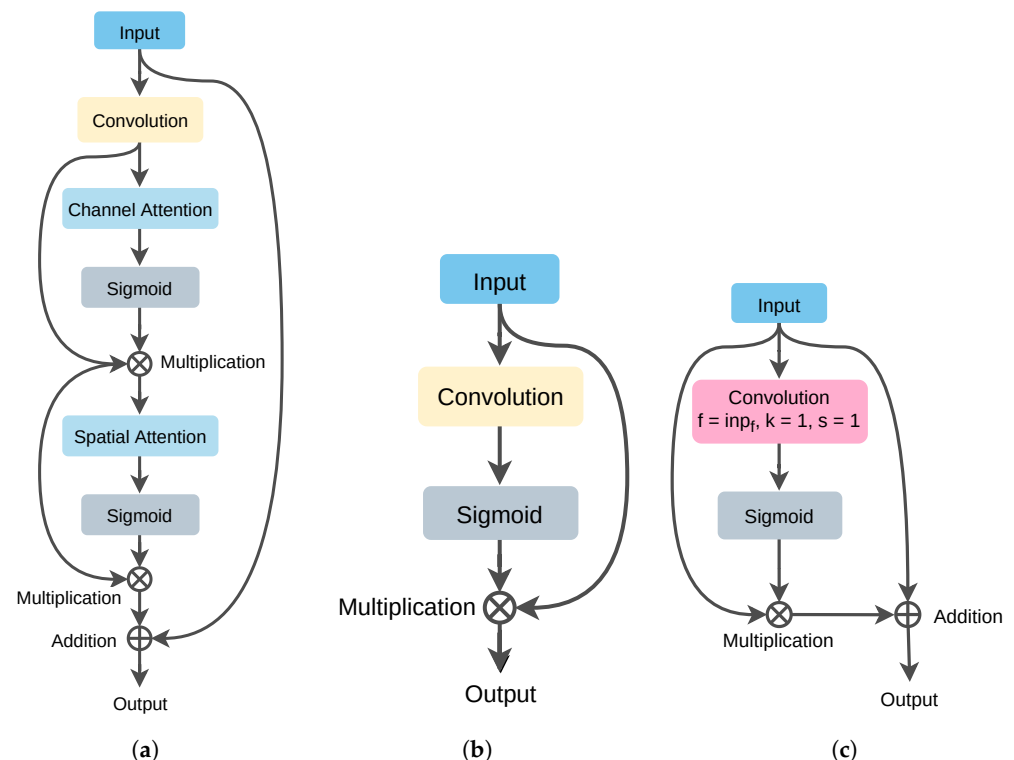 Input
Convolution
Channel Attention
Sigmoid
Multiplication
Spatial Attention
Sigmoid
Multiplication
Addition
Output
(a)
Input
Convolution
Sigmoid
Multiplication
Output
(b)
Input
Convolution
f = inp_f, k = 1, s = 1
Sigmoid
Multiplication
Addition
Output
(c)